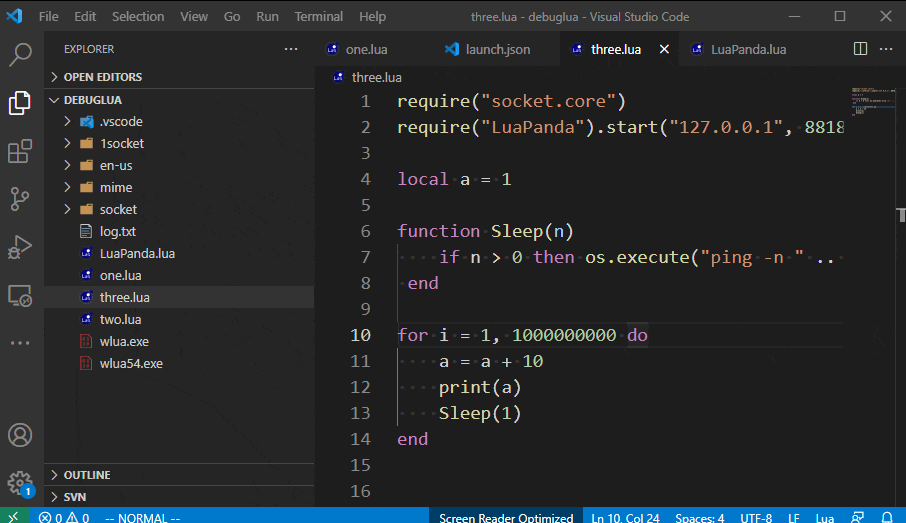 File Edit Selection View Go Run Terminal Help three.lua - debuglua - Visual Studio Code
EXPLORER
OPEN EDITORS
DEBUGLUA
.vscode
1socket
en-us
mime
socket
log.txt
LuaPanda.lua
one.lua
three.lua
two.lua
wlua.exe
wlua54.exe
OUTLINE
SVN
one.lua launch.json three.lua LuaPanda.lua
three.lua
1 require("socket.core")
2 require("LuaPanda").start("127.0.0.1", 8818
3
4 local a = 1
5
6 function Sleep(n)
7 if n > 0 then os.execute("ping -n " ..
8 end
9
10 for i = 1, 1000000000 do
11 a = a + 10
12 print(a)
13 Sleep(1)
14 end
15
16
1
0 0 -- NORMAL -- Screen Reader Optimized Ln 10, Col 24 Spaces: 4 UTF-8 LF Lua